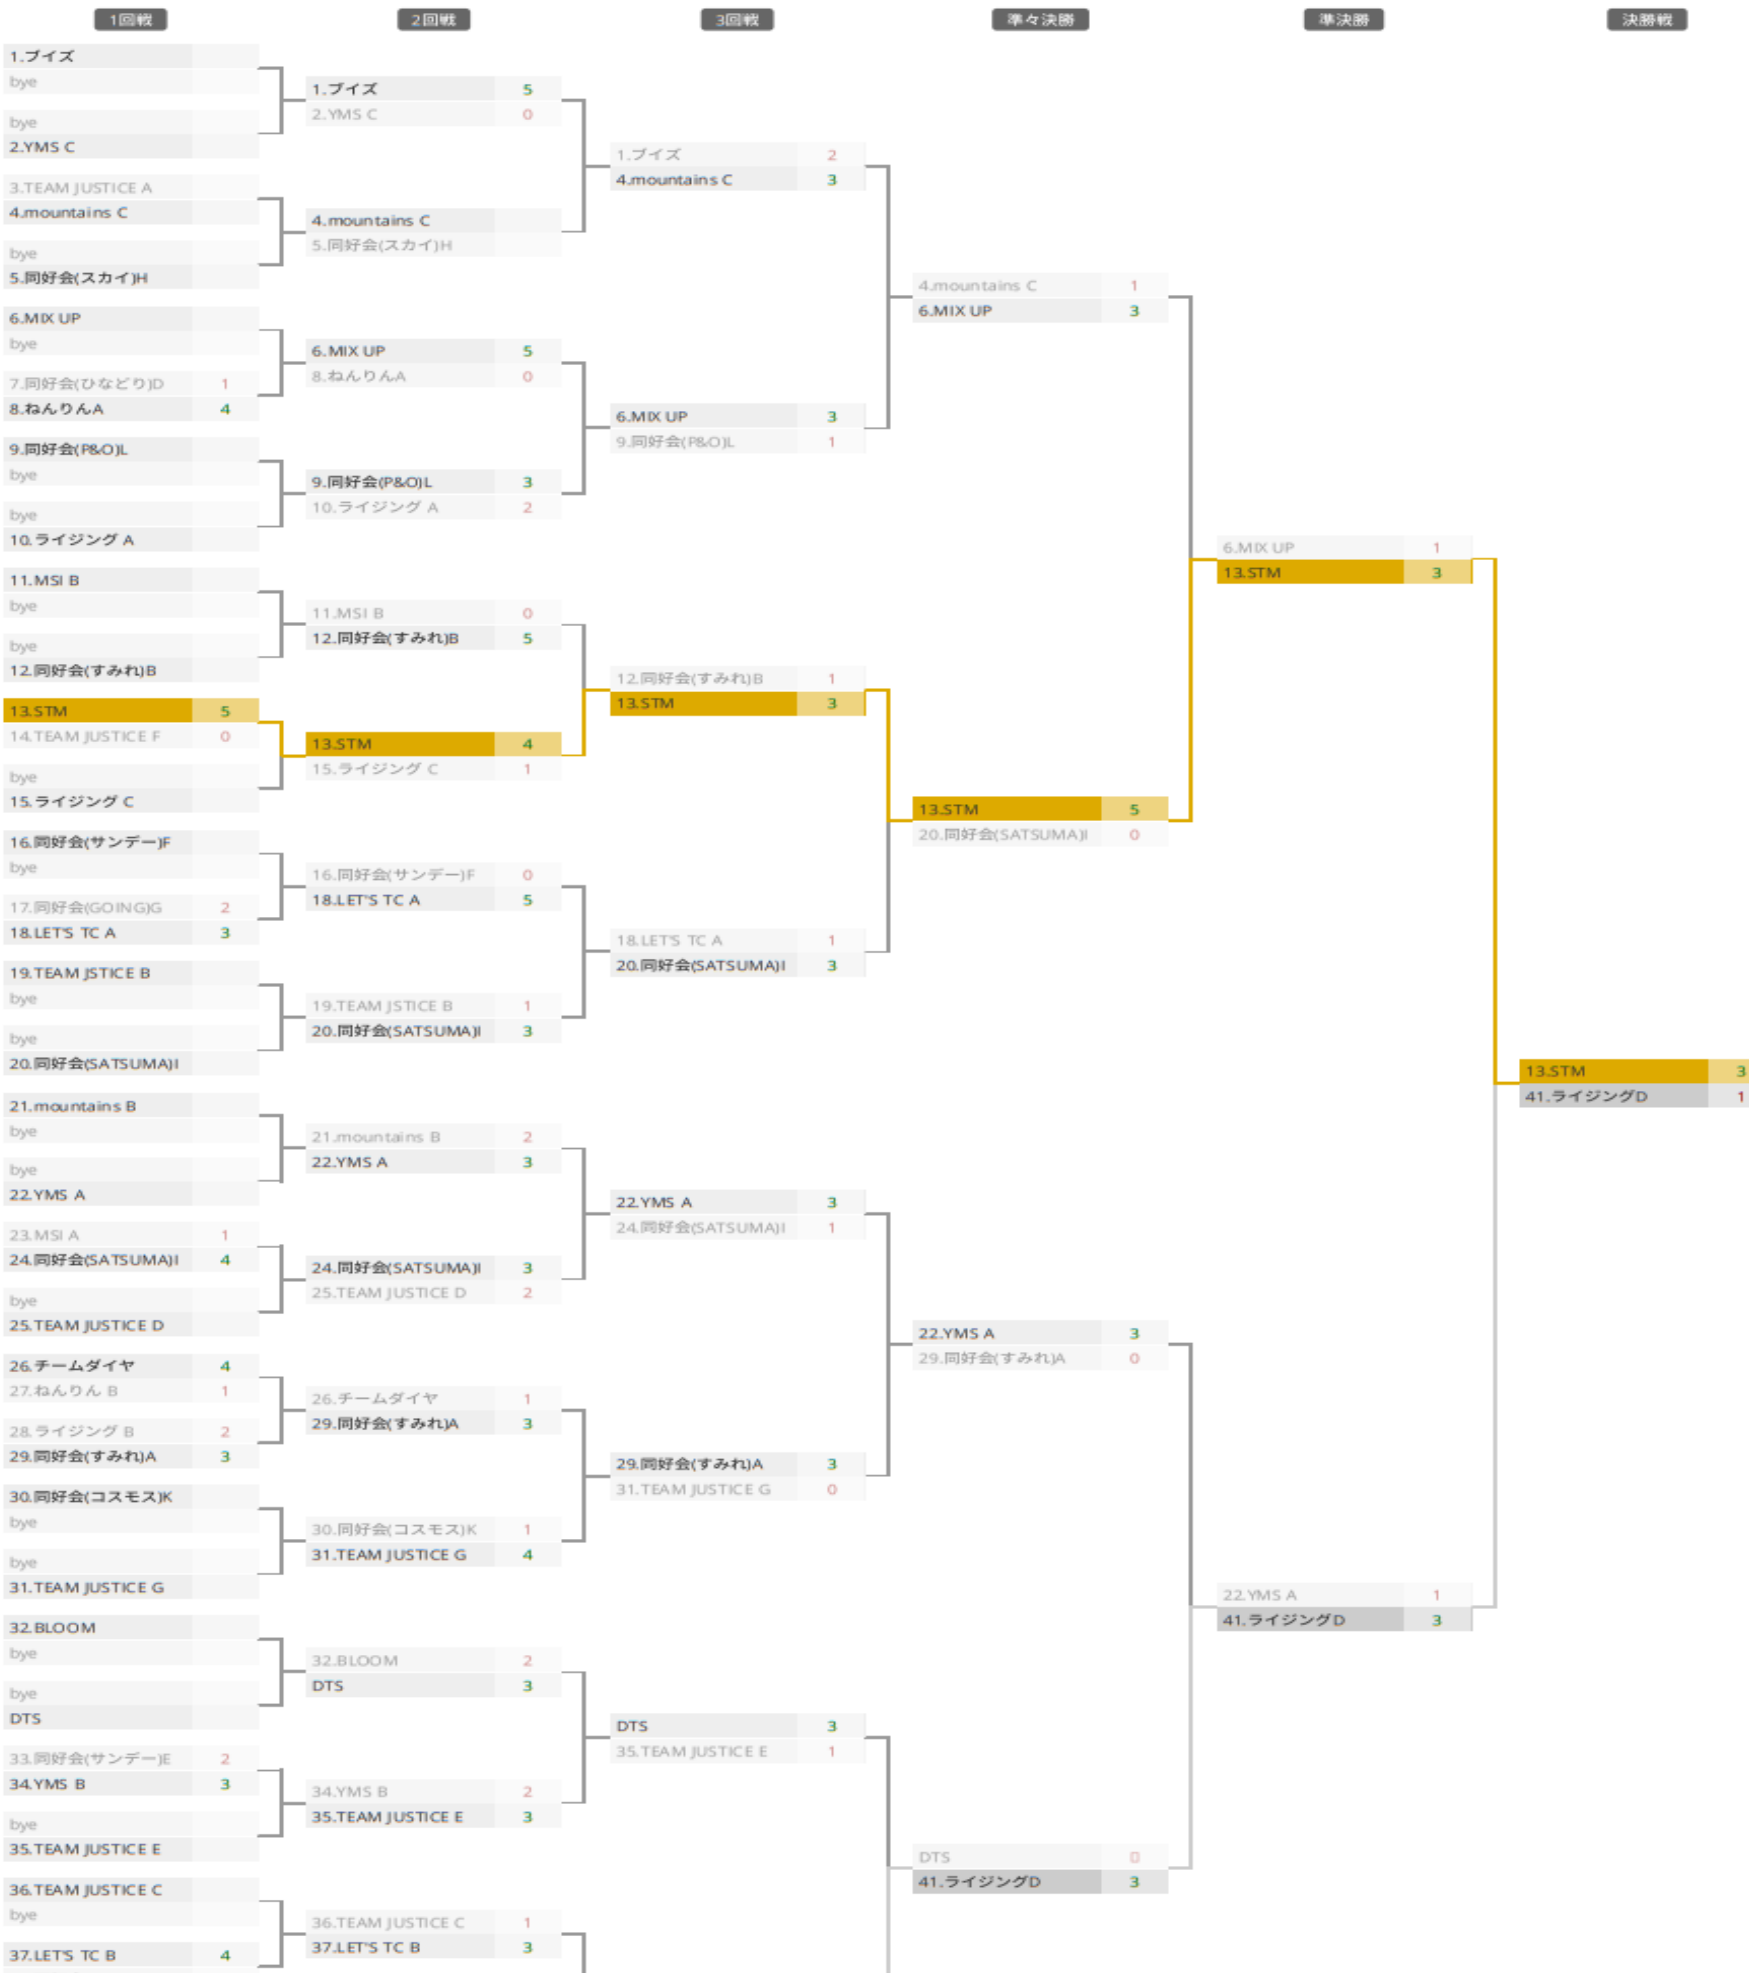 1回戦
2回戦
3回戦
準々決勝
準決勝
決勝戦
1.ブイズ
bye
bye
2.YMS C
3.TEAM JUSTICE A
4.mountains C
bye
5.同好会(スカイ)H
6.MIX UP
bye
7.同好会(ひなどり)D 1
8.ねんりんA 4
9.同好会(P&O)L
bye
bye
10.ライジング A
11.MSI B
bye
bye
12.同好会(すみれ)B
13.STM 5
14.TEAM JUSTICE F 0
bye
15.ライジング C
16.同好会(サンデー)F
bye
17.同好会(GOING)G 2
18.LET'S TC A 3
19.TEAM JSTICE B
bye
bye
20.同好会(SATSUMA)I
21.mountains B
bye
bye
22.YMS A
23.MSI A 1
24.同好会(SATSUMA)I 4
bye
25.TEAM JUSTICE D
26.チームダイヤ 4
27.ねんりん B 1
28.ライジング B 2
29.同好会(すみれ)A 3
30.同好会(コスモス)K
bye
bye
31.TEAM JUSTICE G
32.BLOOM
bye
bye
DTS
33.同好会(サンデー)E 2
34.YMS B 3
bye
35.TEAM JUSTICE E
36.TEAM JUSTICE C
bye
37.LET'S TC B 4
1.ブイズ 5
2.YMS C 0
4.mountains C
5.同好会(スカイ)H
6.MIX UP 5
8.ねんりんA 0
9.同好会(P&O)L 3
10.ライジング A 2
11.MSI B 0
12.同好会(すみれ)B 5
13.STM 4
15.ライジング C 1
16.同好会(サンデー)F 0
18.LET'S TC A 5
19.TEAM JSTICE B 1
20.同好会(SATSUMA)I 3
21.mountains B 2
22.YMS A 3
24.同好会(SATSUMA)I 3
25.TEAM JUSTICE D 2
26.チームダイヤ 1
29.同好会(すみれ)A 3
30.同好会(コスモス)K 1
31.TEAM JUSTICE G 4
32.BLOOM 2
DTS 3
34.YMS B 2
35.TEAM JUSTICE E 3
36.TEAM JUSTICE C 1
37.LET'S TC B 3
1.ブイズ 2
4.mountains C 3
6.MIX UP 3
9.同好会(P&O)L 1
12.同好会(すみれ)B 1
13.STM 3
18.LET'S TC A 1
20.同好会(SATSUMA)I 3
22.YMS A 3
24.同好会(SATSUMA)I 1
29.同好会(すみれ)A 3
31.TEAM JUSTICE G 0
DTS 3
35.TEAM JUSTICE E 1
4.mountains C 1
6.MIX UP 3
13.STM 5
20.同好会(SATSUMA)I 0
22.YMS A 3
29.同好会(すみれ)A 0
DTS 0
41.ライジングD 3
6.MIX UP 1
13.STM 3
22.YMS A 1
41.ライジングD 3
13.STM 3
41.ライジングD 1